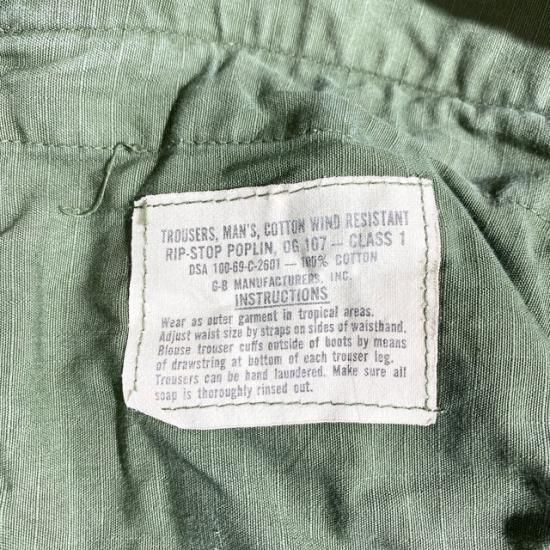 TROUSERS, MAN'S, COTTON WIND RESISTANT
RIP-STOP POPLIN, OG 107 — CLASS 1
DSA 100-69-C-2601 — 100% COTTON
G-B MANUFACTURERS, INC.
INSTRUCTIONS
Wear as outer garment in tropical areas.
Adjust waist size by straps on sides of waistband.
Blouse trouser cuffs outside of boots by means
of drawstring at bottom of each trouser leg.
Trousers can be hand laundered. Make sure all
soap is thoroughly rinsed out.